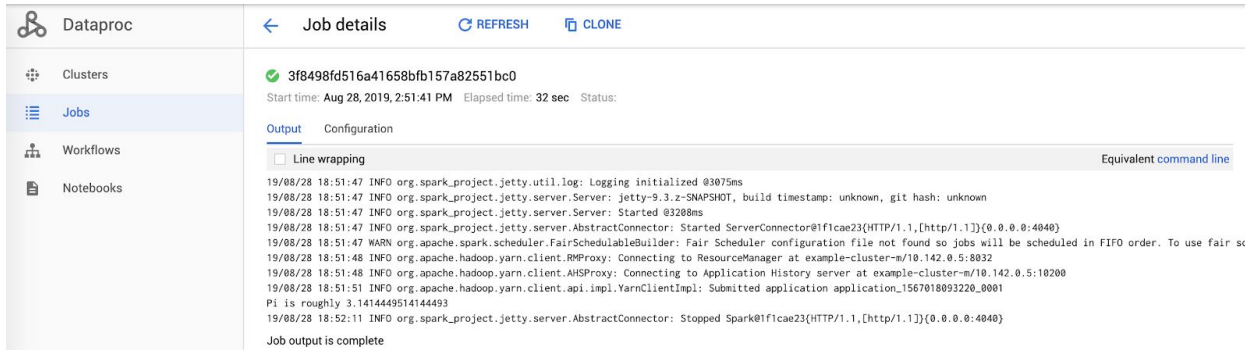 Dataproc
Job details
REFRESH
CLONE
Clusters
Jobs
Workflows
Notebooks
3f8498fd516a41658bfb157a82551bc0
Start time: Aug 28, 2019, 2:51:41 PM Elapsed time: 32 sec Status:
Output Configuration
Line wrapping
Equivalent command line
19/08/28 18:51:47 INFO org.spark_project.jetty.util.log: Logging initialized @3075ms
19/08/28 18:51:47 INFO org.spark_project.jetty.server.Server: jetty-9.3.z-SNAPSHOT, build timestamp: unknown, git hash: unknown
19/08/28 18:51:47 INFO org.spark_project.jetty.server.Server: Started @3208ms
19/08/28 18:51:47 INFO org.spark_project.jetty.server.AbstractConnector: Started ServerConnector@1f1cae23{HTTP/1.1,[http/1.1]}{0.0.0.0:4040}
19/08/28 18:51:47 WARN org.apache.spark.scheduler.FairSchedulableBuilder: Fair Scheduler configuration file not found so jobs will be scheduled in FIFO order. To use fair sc
19/08/28 18:51:48 INFO org.apache.hadoop.yarn.client.RMProxy: Connecting to ResourceManager at example-cluster-m/10.142.0.5:8032
19/08/28 18:51:48 INFO org.apache.hadoop.yarn.client.AHSProxy: Connecting to Application History server at example-cluster-m/10.142.0.5:10200
19/08/28 18:51:51 INFO org.apache.hadoop.yarn.client.api.impl.YarnClientImpl: Submitted application application_1567018093220_0001
Pi is roughly 3.1414449514144493
19/08/28 18:52:11 INFO org.spark_project.jetty.server.AbstractConnector: Stopped Spark@1f1cae23{HTTP/1.1,[http/1.1]}{0.0.0.0:4040}
Job output is complete